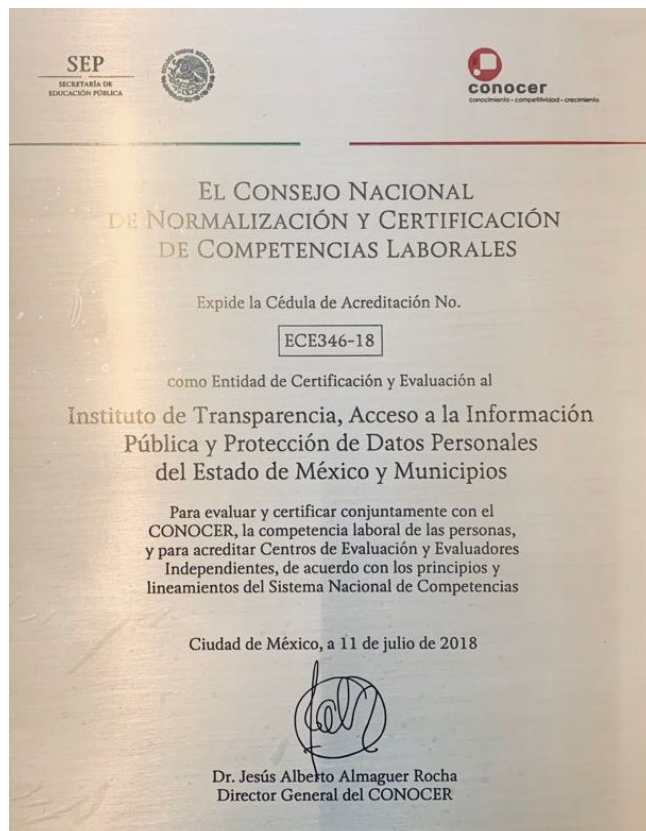 SEP
SECRETARÍA DE
EDUCACIÓN PÚBLICA
ESTADOS UNIDOS MEXICANOS
conocer
conocimiento - competitividad - crecimiento
EL CONSEJO NACIONAL
DE NORMALIZACIÓN Y CERTIFICACIÓN
DE COMPETENCIAS LABORALES
Expide la Cédula de Acreditación No.
ECE346-18
como Entidad de Certificación y Evaluación al
Instituto de Transparencia, Acceso a la Información
Pública y Protección de Datos Personales
del Estado de México y Municipios
Para evaluar y certificar conjuntamente con el
CONOCER, la competencia laboral de las personas,
y para acreditar Centros de Evaluación y Evaluadores
Independientes, de acuerdo con los principios y
lineamientos del Sistema Nacional de Competencias
Ciudad de México, a 11 de julio de 2018
Dr. Jesús Alberto Almaguer Rocha
Director General del CONOCER